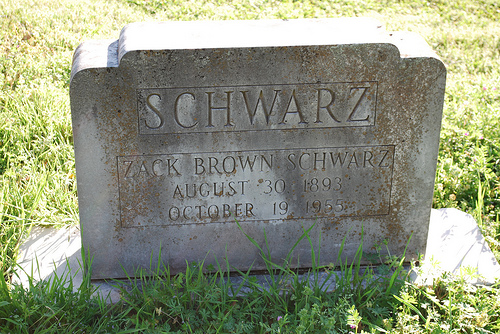 SCHWARZ
ZACK BROWN SCHWARZ
AUGUST 30 1893
OCTOBER 19 1955